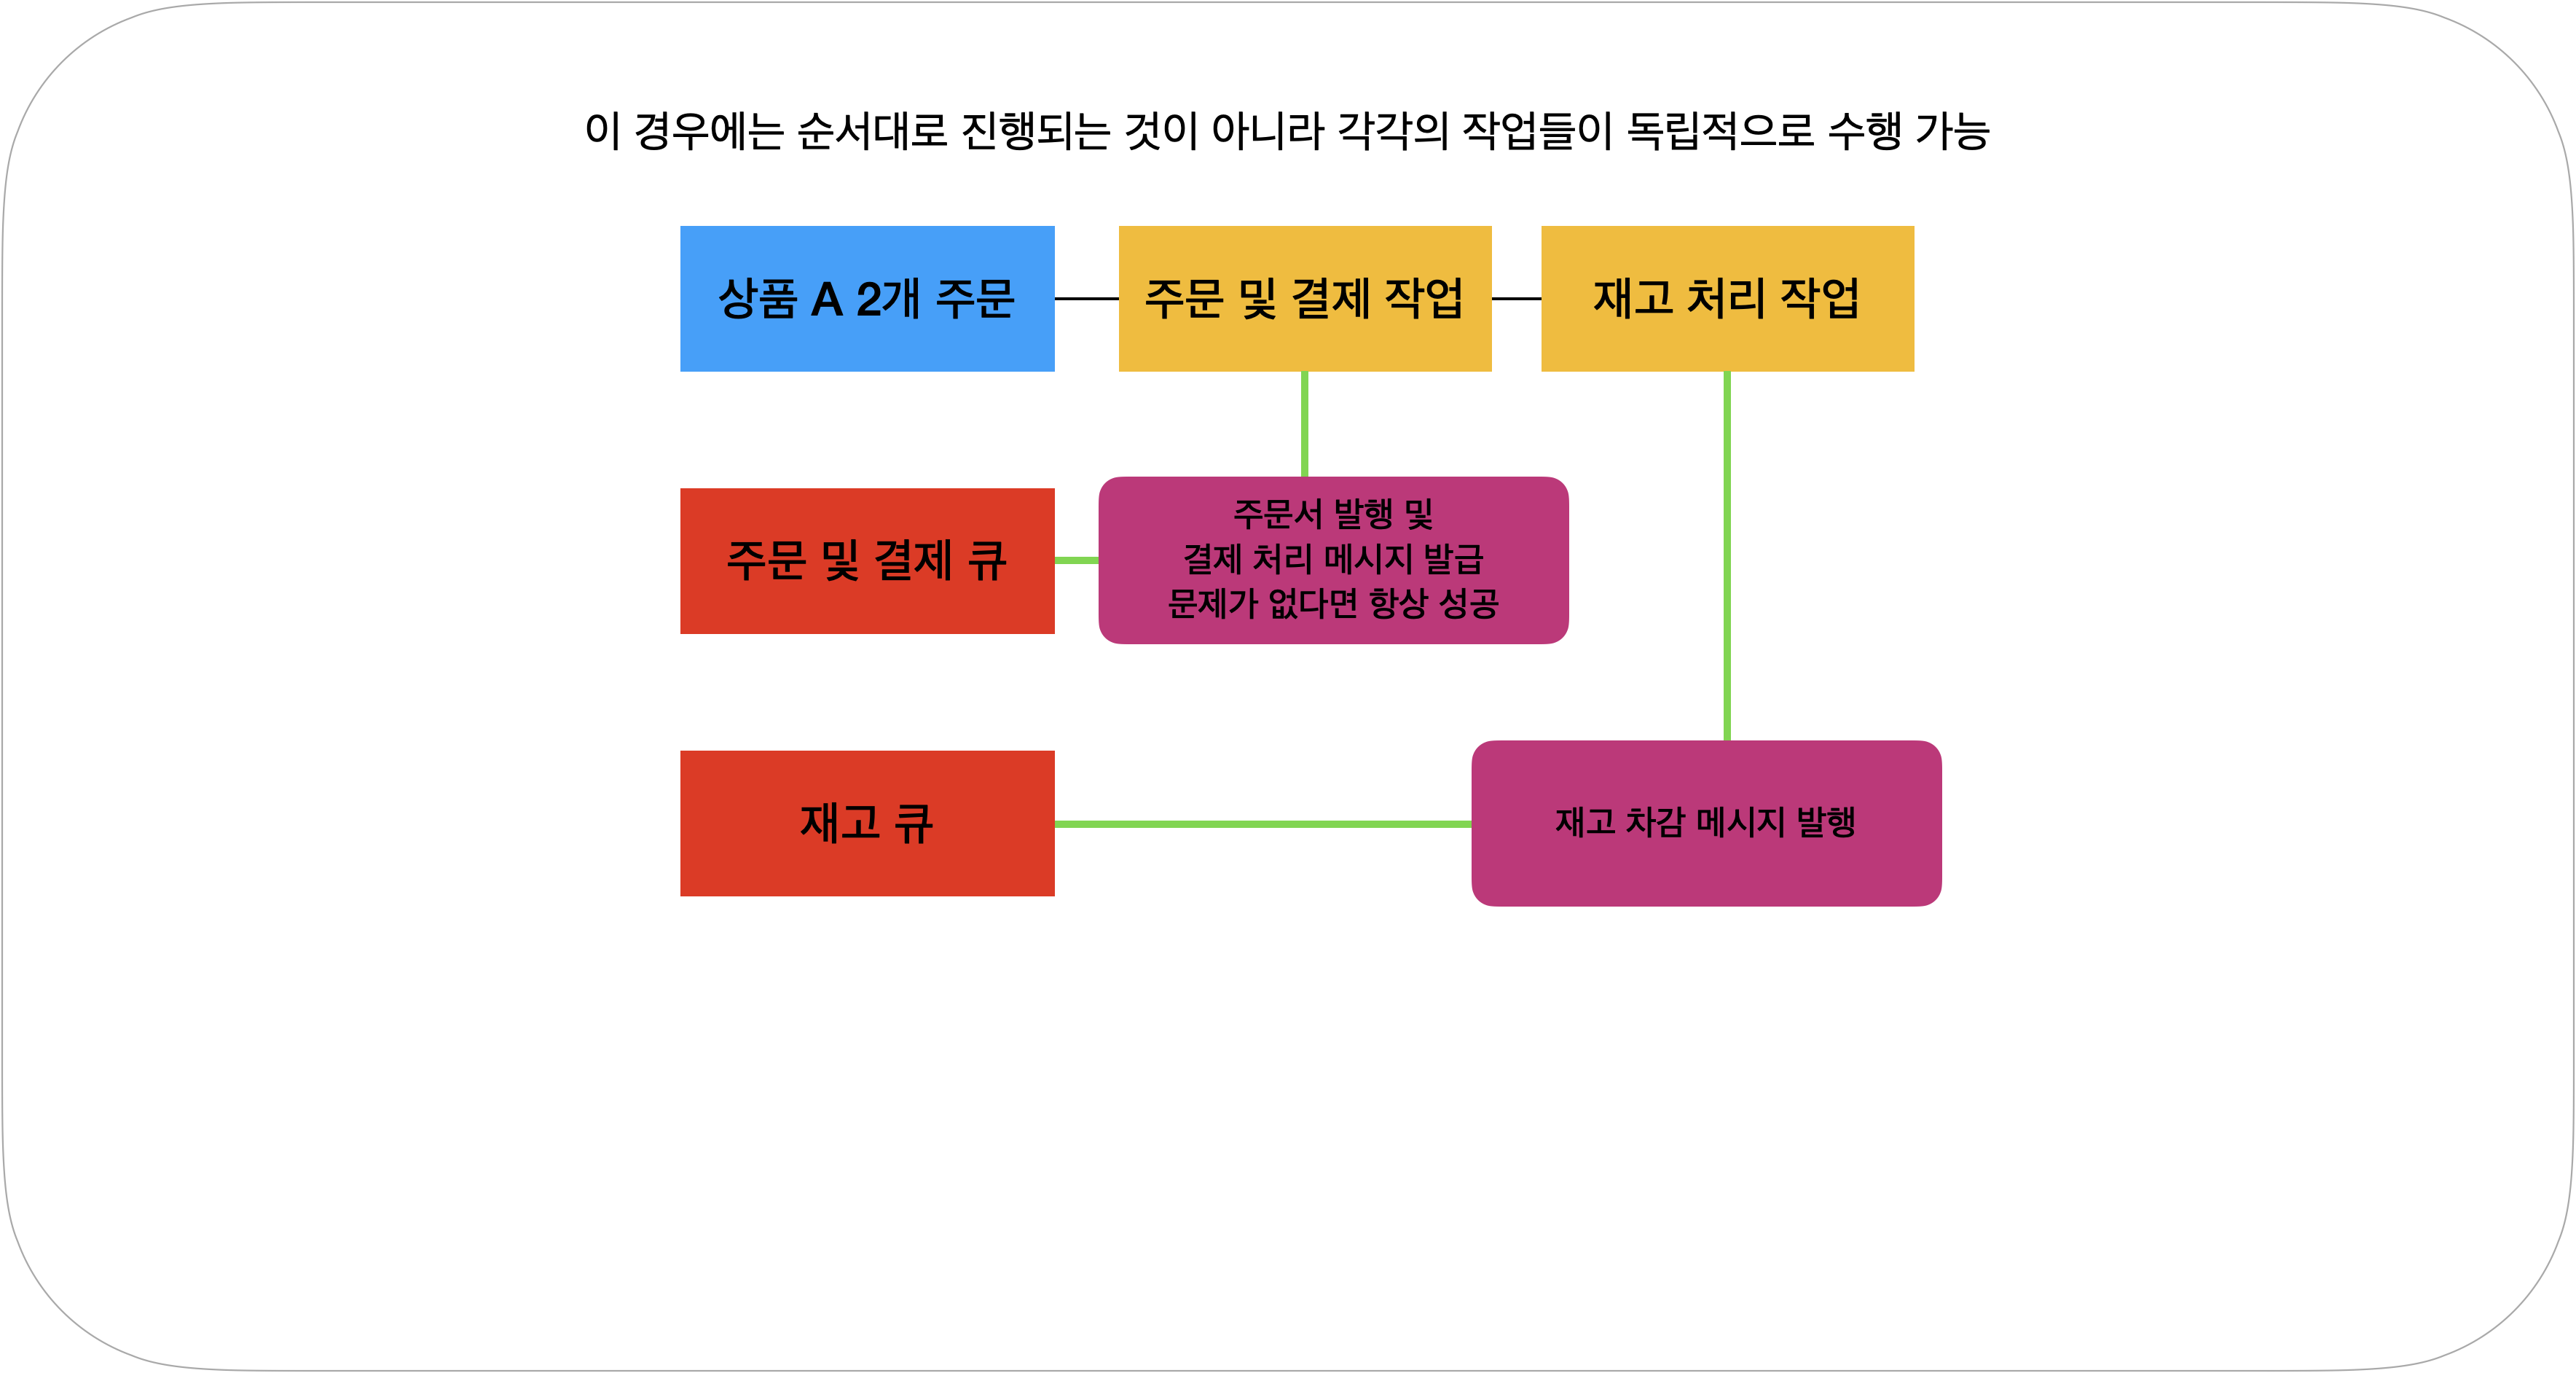 이 경우에는 순서대로 진행되는 것이 아니라 각각의 작업들이 독립적으로 수행 가능
상품 A 2개 주문
주문 및 결제 작업
재고 처리 작업
주문 및 결제 큐
주문서 발행 및
결제 처리 메시지 발급
문제가 없다면 항상 성공
재고 큐
재고 차감 메시지 발행